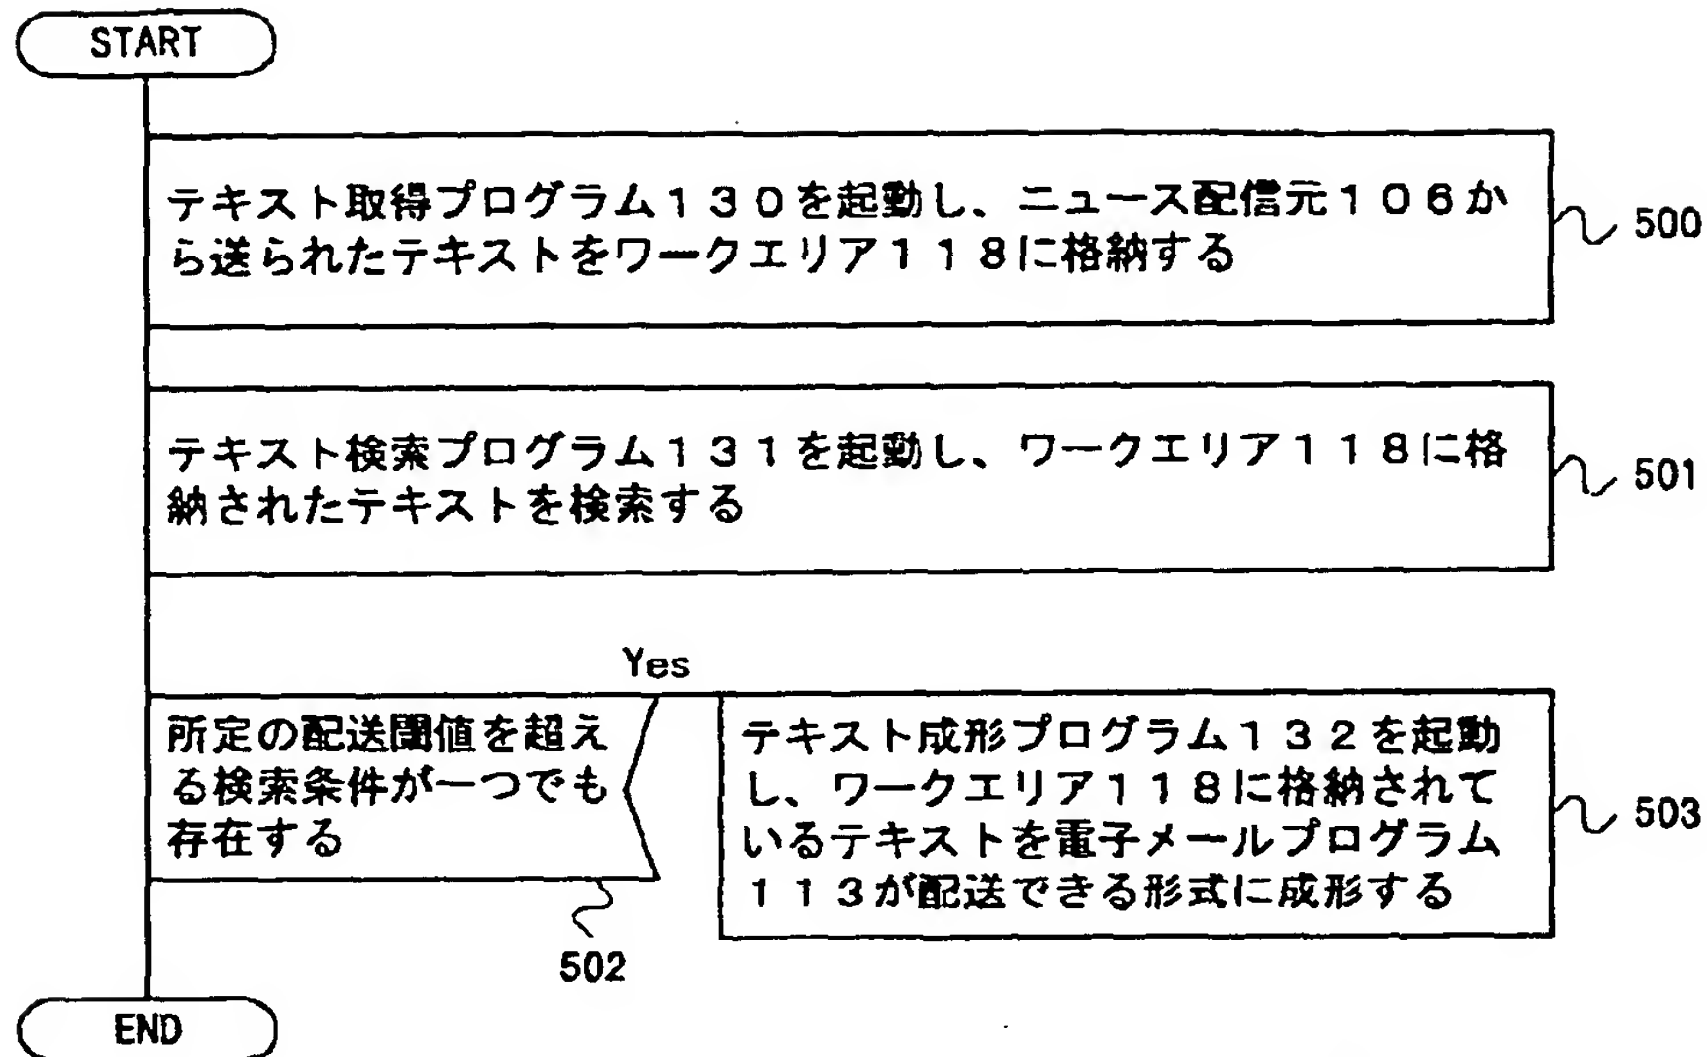 START
テキスト取得プログラム１３０を起動し、ニュース配信元１０６か
ら送られたテキストをワークエリア１１８に格納する
500
テキスト検索プログラム１３１を起動し、ワークエリア１１８に格
納されたテキストを検索する
501
Yes
所定の配送閾値を超え
る検索条件が一つでも
存在する
502
テキスト成形プログラム１３２を起動
し、ワークエリア１１８に格納されて
いるテキストを電子メールプログラム
１１３が配送できる形式に成形する
503
END